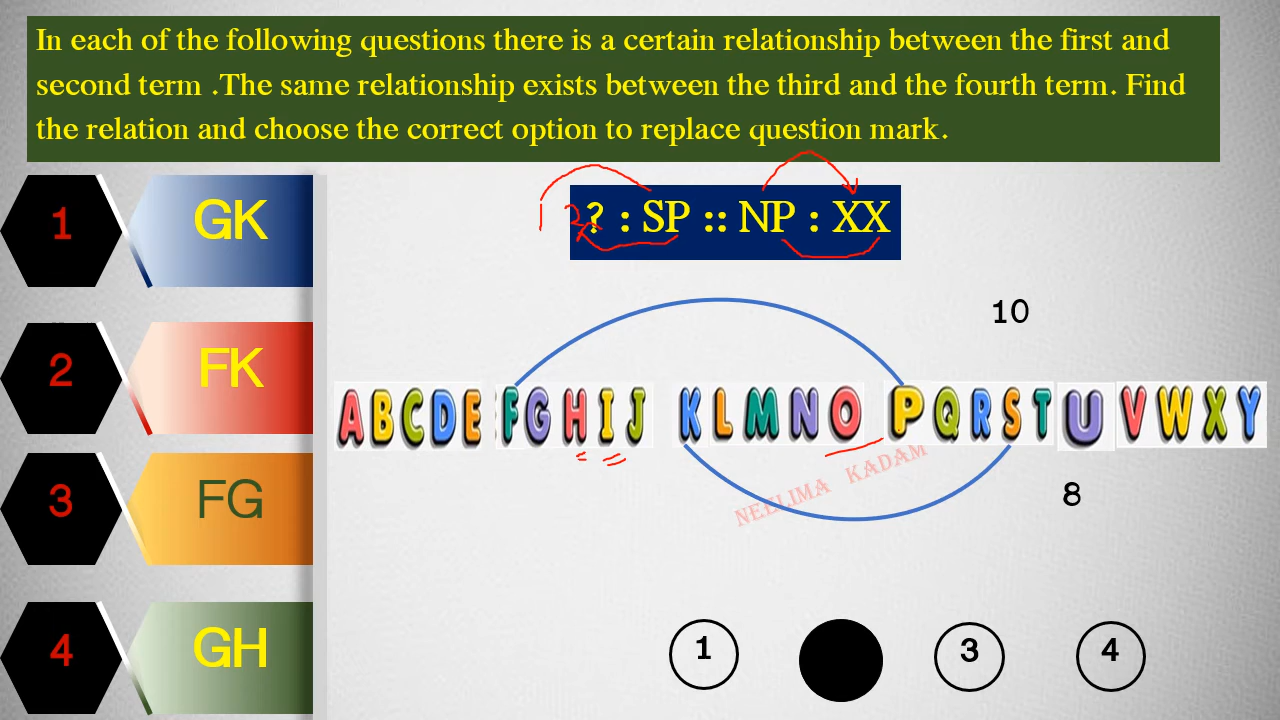 In each of the following questions there is a certain relationship between the first and
second term .The same relationship exists between the third and the fourth term. Find
the relation and choose the correct option to replace question mark.
1 GK
? : SP :: NP : XX
10
2 FK
A B C D E F G H I J K L M N O P Q R S T U V W X Y
NEELIMA KADAM
3 FG
8
4 GH
1 3 4